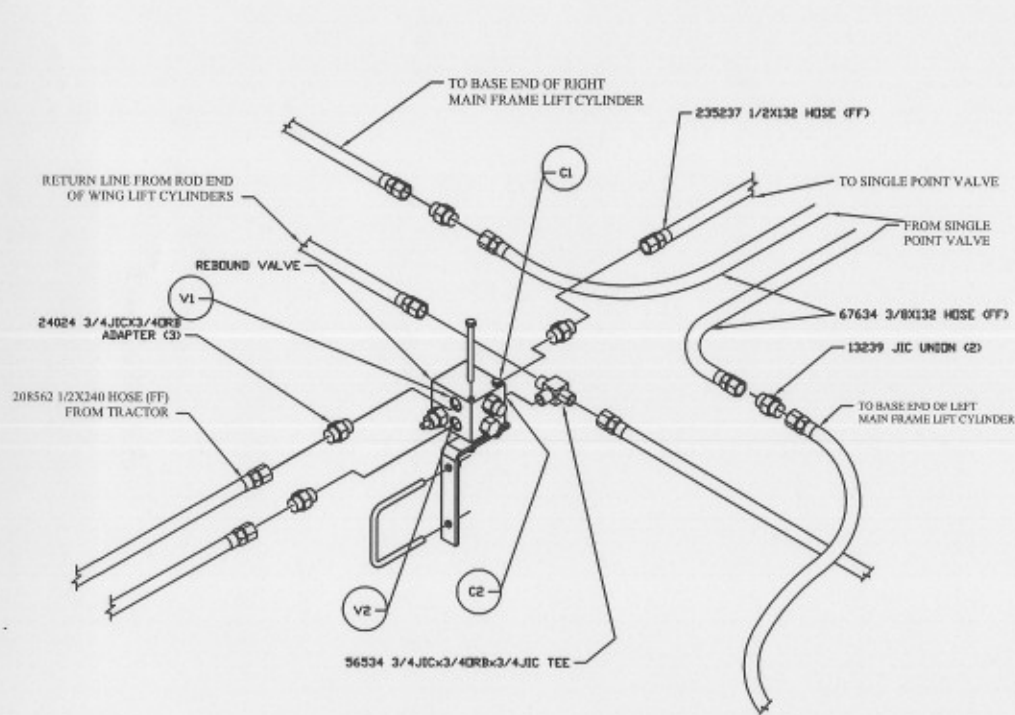 TO BASE END OF RIGHT
MAIN FRAME LIFT CYLINDER
235237 1/2X132 HOSE (FF)
C1
RETURN LINE FROM ROD END
OF WING LIFT CYLINDERS
TO SINGLE POINT VALVE
FROM SINGLE
POINT VALVE
REBOUND VALVE
V1
24024 3/4JICX3/4ORB
ADAPTER (3)
67634 3/8X132 HOSE (FF)
13239 JIC UNION (2)
208562 1/2X240 HOSE (FF)
FROM TRACTOR
TO BASE END OF LEFT
MAIN FRAME LIFT CYLINDER
C2
V2
56534 3/4JICx3/4ORBx3/4JIC TEE